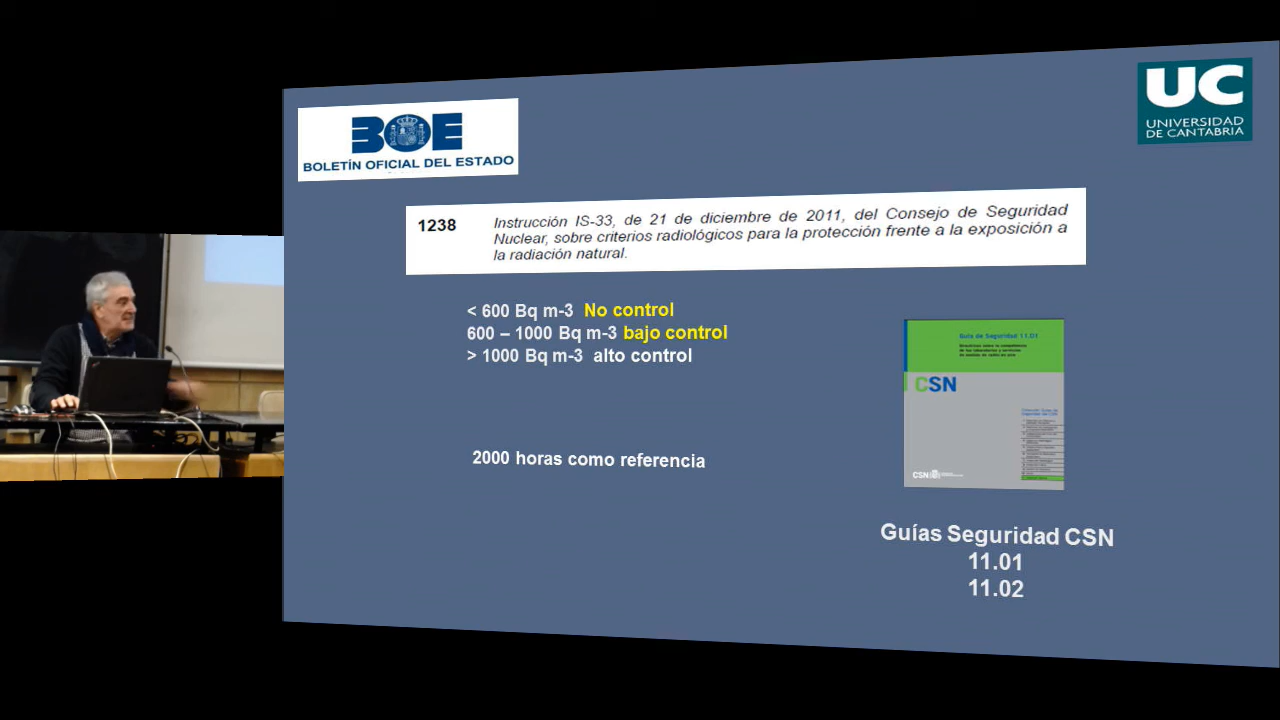 BOE
BOLETÍN OFICIAL DEL ESTADO
UC
UNIVERSIDAD
DE CANTABRIA
1238 Instrucción IS-33, de 21 de diciembre de 2011, del Consejo de Seguridad
Nuclear, sobre criterios radiológicos para la protección frente a la exposición a
la radiación natural.
< 600 Bq m-3 No control
600 – 1000 Bq m-3 bajo control
> 1000 Bq m-3 alto control
2000 horas como referencia
Guía de Seguridad 11.01
CSN
CSN
Guías Seguridad CSN
11.01
11.02